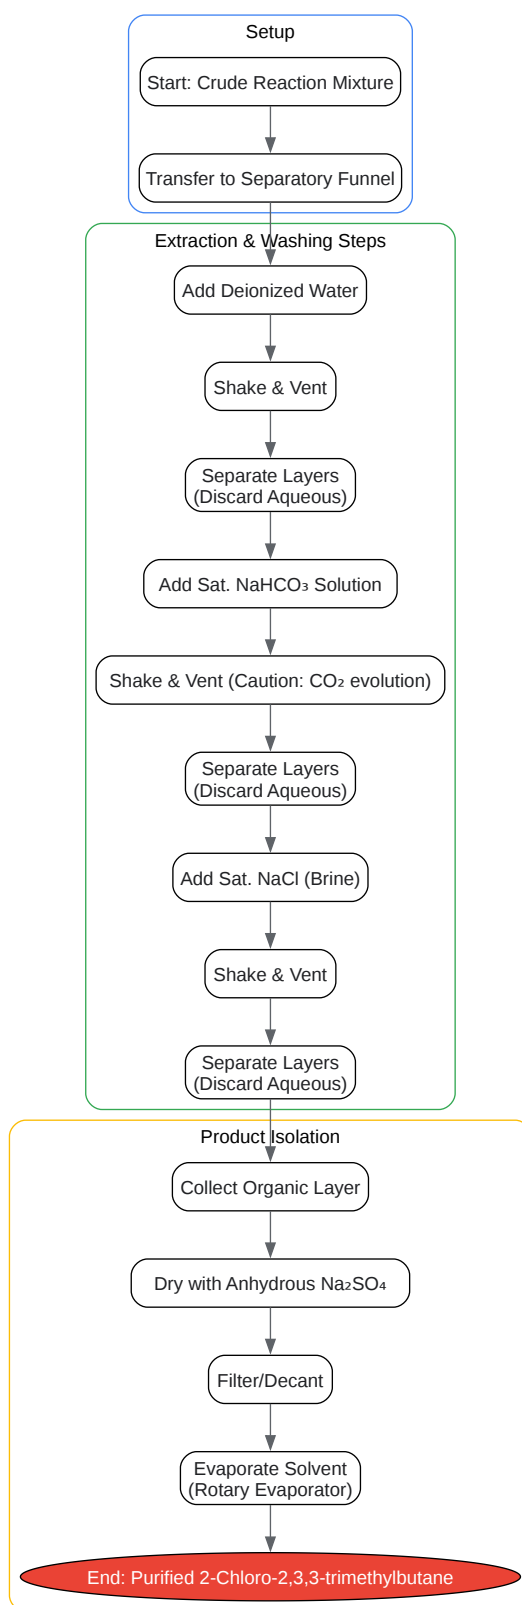 Setup
Start: Crude Reaction Mixture
Transfer to Separatory Funnel
Extraction & Washing Steps
Add Deionized Water
Shake & Vent
Separate Layers
(Discard Aqueous)
Add Sat. NaHCO₃ Solution
Shake & Vent (Caution: CO₂ evolution)
Separate Layers
(Discard Aqueous)
Add Sat. NaCl (Brine)
Shake & Vent
Separate Layers
(Discard Aqueous)
Product Isolation
Collect Organic Layer
Dry with Anhydrous Na₂SO₄
Filter/Decant
Evaporate Solvent
(Rotary Evaporator)
End: Purified 2-Chloro-2,3,3-trimethylbutane